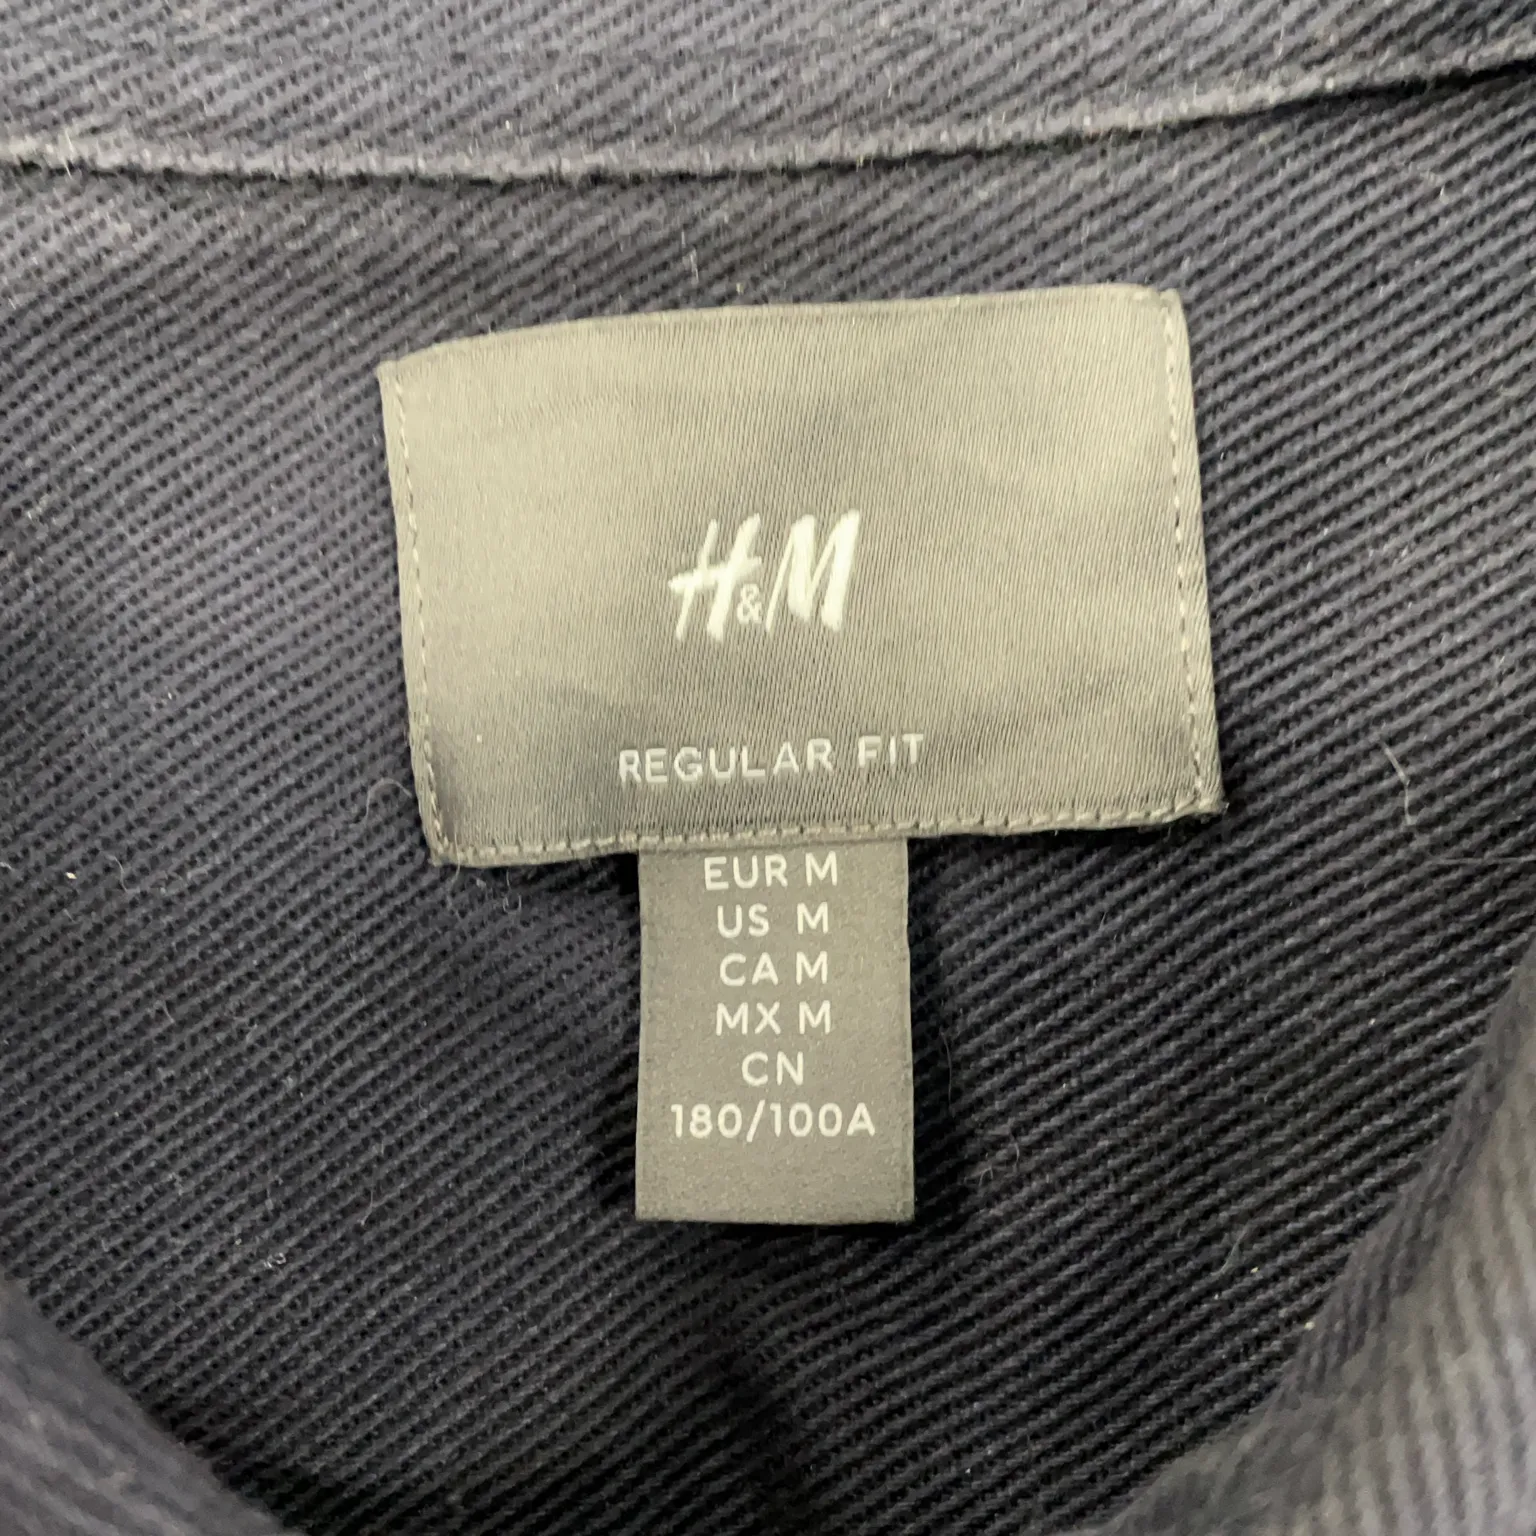 H&M
REGULAR FIT
EUR M
US M
CA M
MX M
CN
180/100A